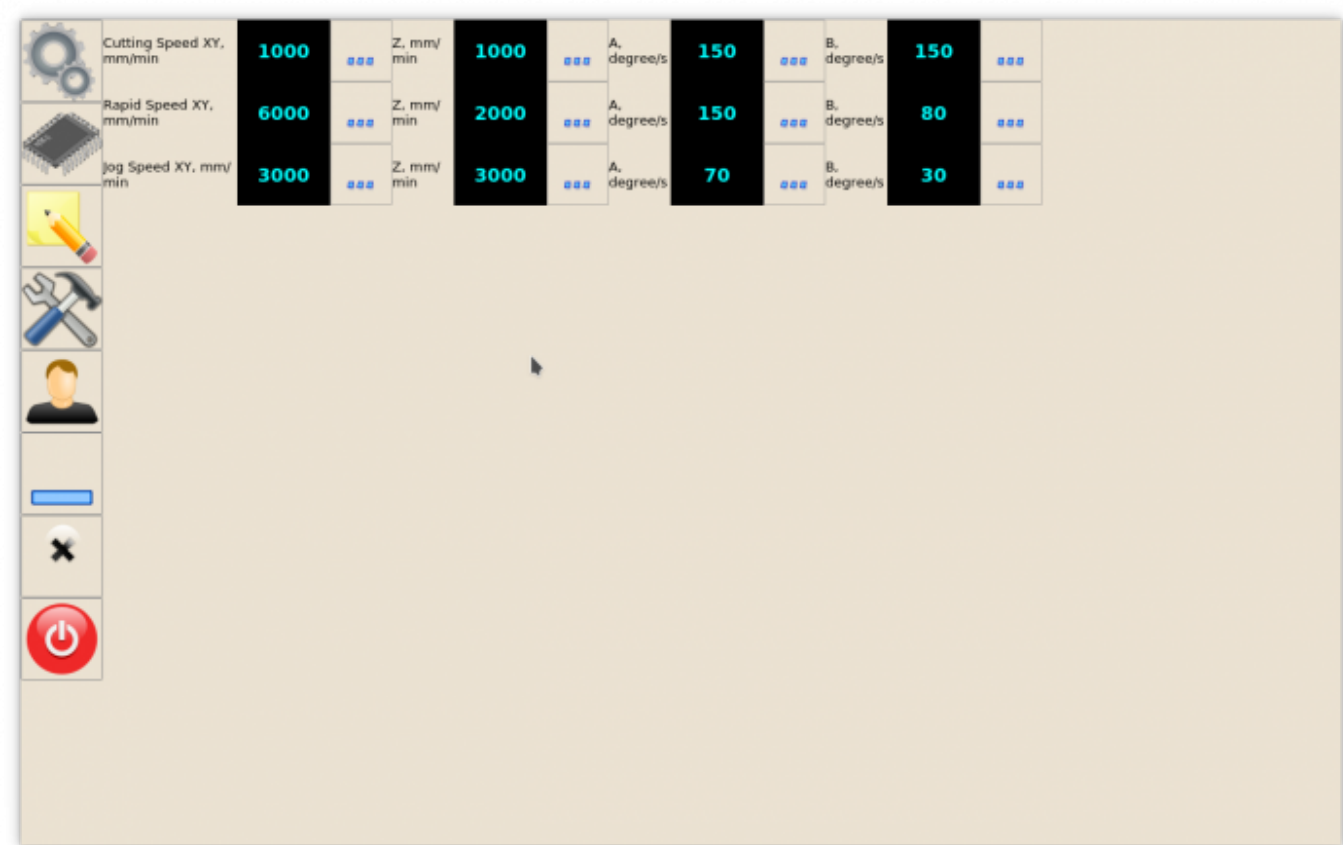 Cutting Speed XY, mm/min 1000 ... Z, mm/min 1000 ... A, degree/s 150 ... B, degree/s 150 ...
Rapid Speed XY, mm/min 6000 ... Z, mm/min 2000 ... A, degree/s 150 ... B, degree/s 80 ...
Jog Speed XY, mm/min 3000 ... Z, mm/min 3000 ... A, degree/s 70 ... B, degree/s 30 ...